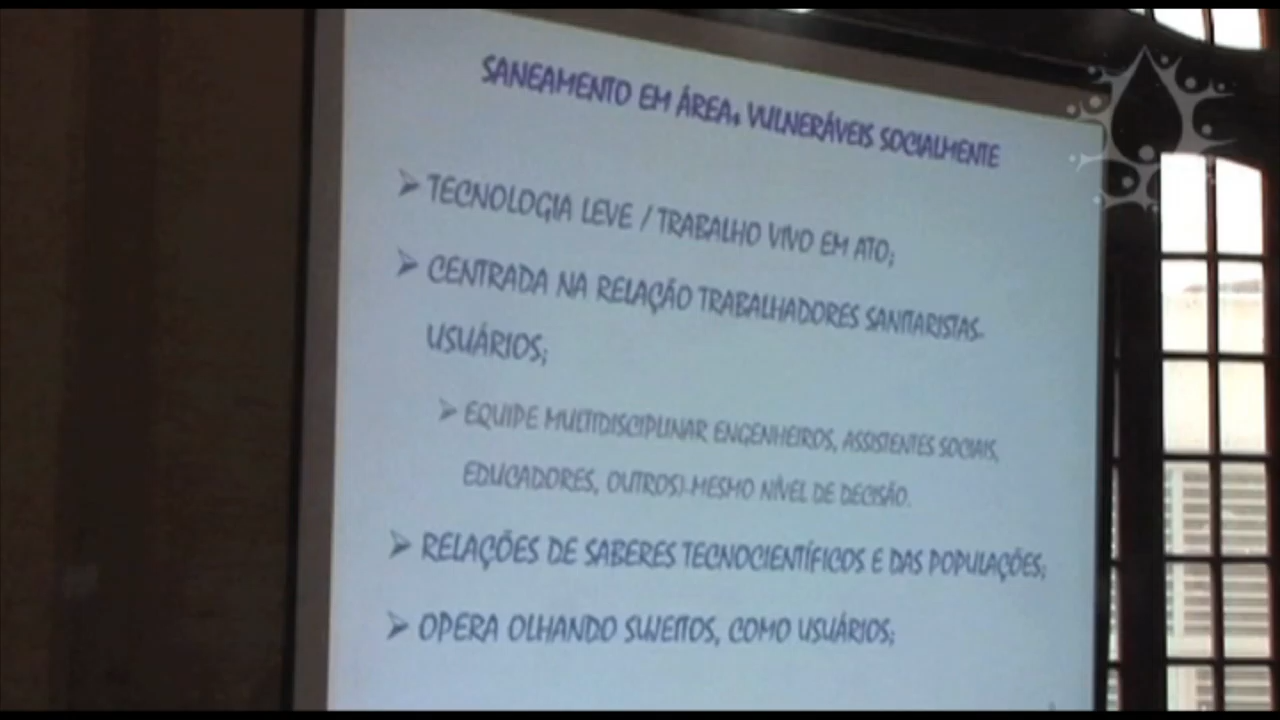 SANEAMENTO EM ÁREA, VULNERÁVEIS SOCIALMENTE
➢ TECNOLOGIA LEVE / TRABALHO VIVO EM ATO;
➢ CENTRADA NA RELAÇÃO TRABALHADORES SANITARISTAS-
USUÁRIOS;
➢ EQUIPE MULTIDISCIPLINAR ENGENHEIROS, ASSISTENTES SOCIAIS,
EDUCADORES, OUTROS)-MESMO NÍVEL DE DECISÃO.
➢ RELAÇÕES DE SABERES TECNOCIENTÍFICOS E DAS POPULAÇÕES;
➢ OPERA OLHANDO SUJEITOS, COMO USUÁRIOS;